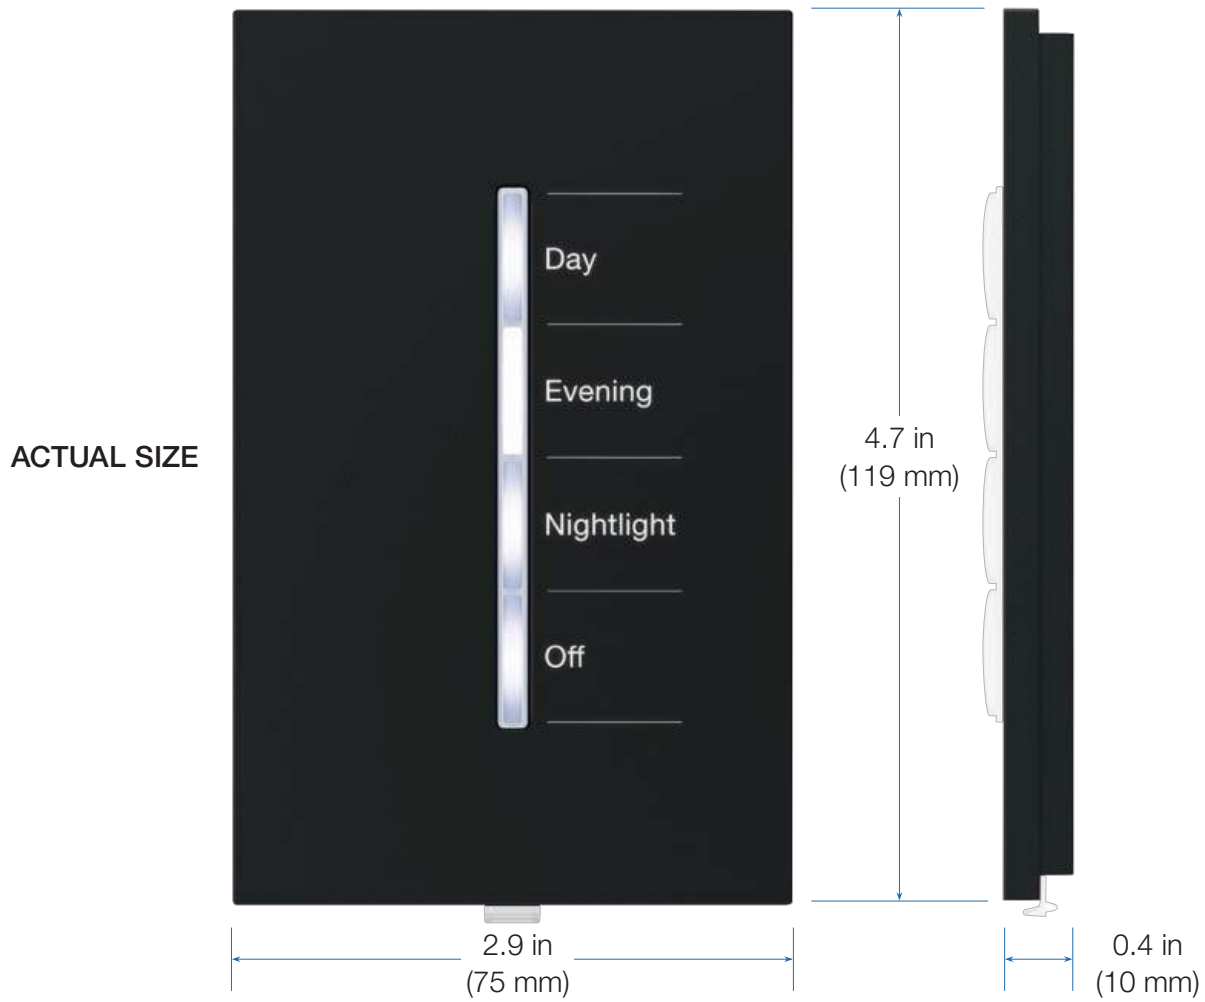 Day
Evening
ACTUAL SIZE
4.7 in
(119 mm)
Nightlight
Off
2.9 in
(75 mm)
0.4 in
(10 mm)